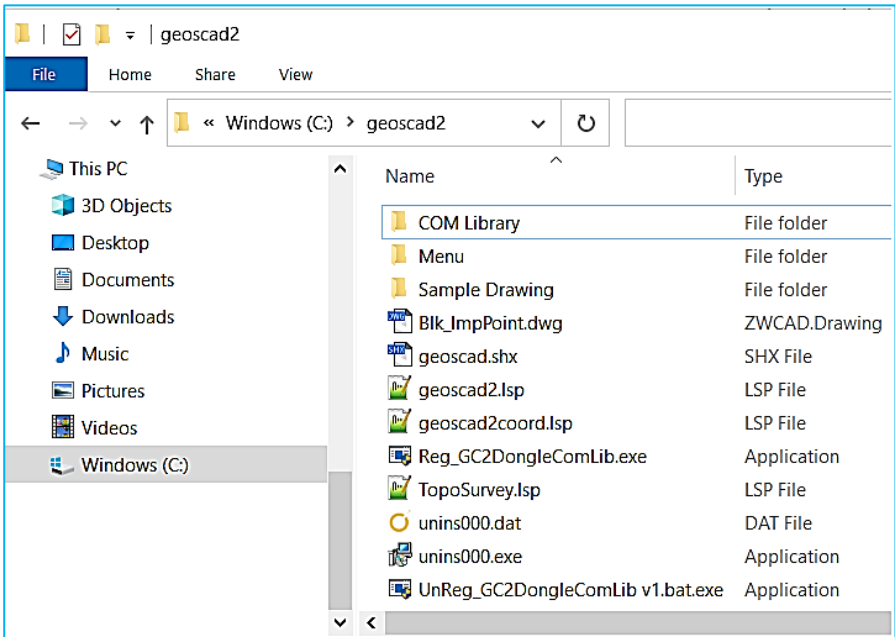 geoscad2
File Home Share View
« Windows (C:) > geoscad2
This PC
3D Objects
Desktop
Documents
Downloads
Music
Pictures
Videos
Windows (C:)
Name Type
COM Library File folder
Menu File folder
Sample Drawing File folder
Blk_ImpPoint.dwg ZWCAD.Drawing
geoscad.shx SHX File
geoscad2.lsp LSP File
geoscad2coord.lsp LSP File
Reg_GC2DongleComLib.exe Application
TopoSurvey.lsp LSP File
unins000.dat DAT File
unins000.exe Application
UnReg_GC2DongleComLib v1.bat.exe Application